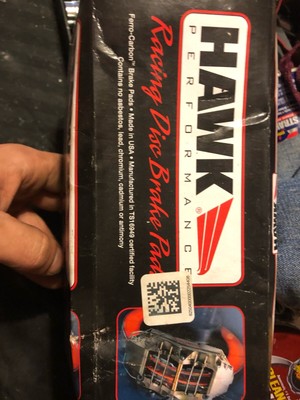 HAWK®
PERFORMANCE
Racing Disc Brake Pad
Ferro-Carbon™ Brake Pads • Made in USA • Manufactured in TS16949 certified facility
Contains no asbestos, lead, chromium, cadmium or antimony